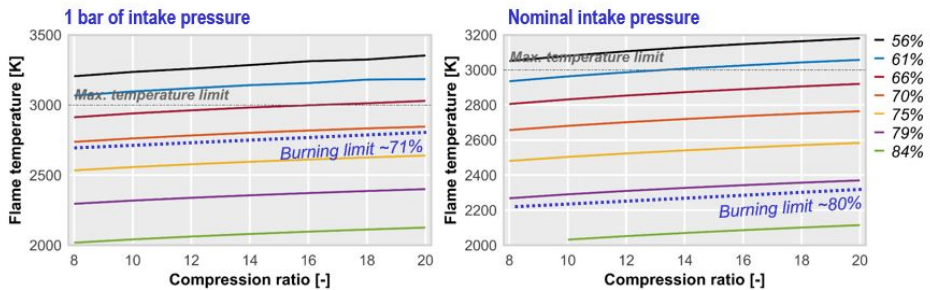 1 bar of intake pressure
Nominal intake pressure
Flame temperature [K]
3500
3000
2500
2000
Max. temperature limit
Burning limit ~71%
8 10 12 14 16 18 20
Compression ratio [-]
Flame temperature [K]
3200
3000
2800
2600
2400
2200
2000
Max. temperature limit
Burning limit ~80%
8 10 12 14 16 18 20
Compression ratio [-]
56%
61%
66%
70%
75%
79%
84%